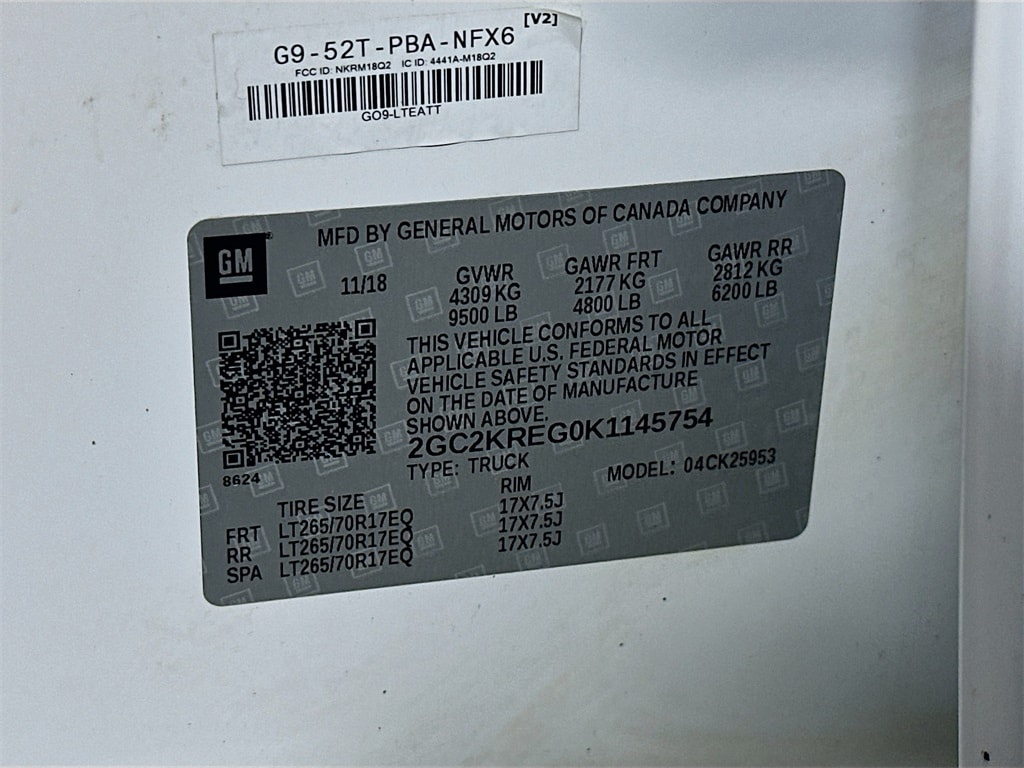 [V2]
G9-52T-PBA-NFX6
FCC ID: NKRM18Q2 IC ID: 4441A-M18Q2
GO9-LTEATT
MFD BY GENERAL MOTORS OF CANADA COMPANY
GM
11/18
GVWR GAWR FRT GAWR RR
4309 KG 2177 KG 2812 KG
9500 LB 4800 LB 6200 LB
THIS VEHICLE CONFORMS TO ALL
APPLICABLE U.S. FEDERAL MOTOR
VEHICLE SAFETY STANDARDS IN EFFECT
ON THE DATE OF MANUFACTURE
SHOWN ABOVE.
2GC2KREG0K1145754
8624
TYPE: TRUCK MODEL: 04CK25953
TIRE SIZE RIM
FRT LT265/70R17EQ 17X7.5J
RR LT265/70R17EQ 17X7.5J
SPA LT265/70R17EQ 17X7.5J